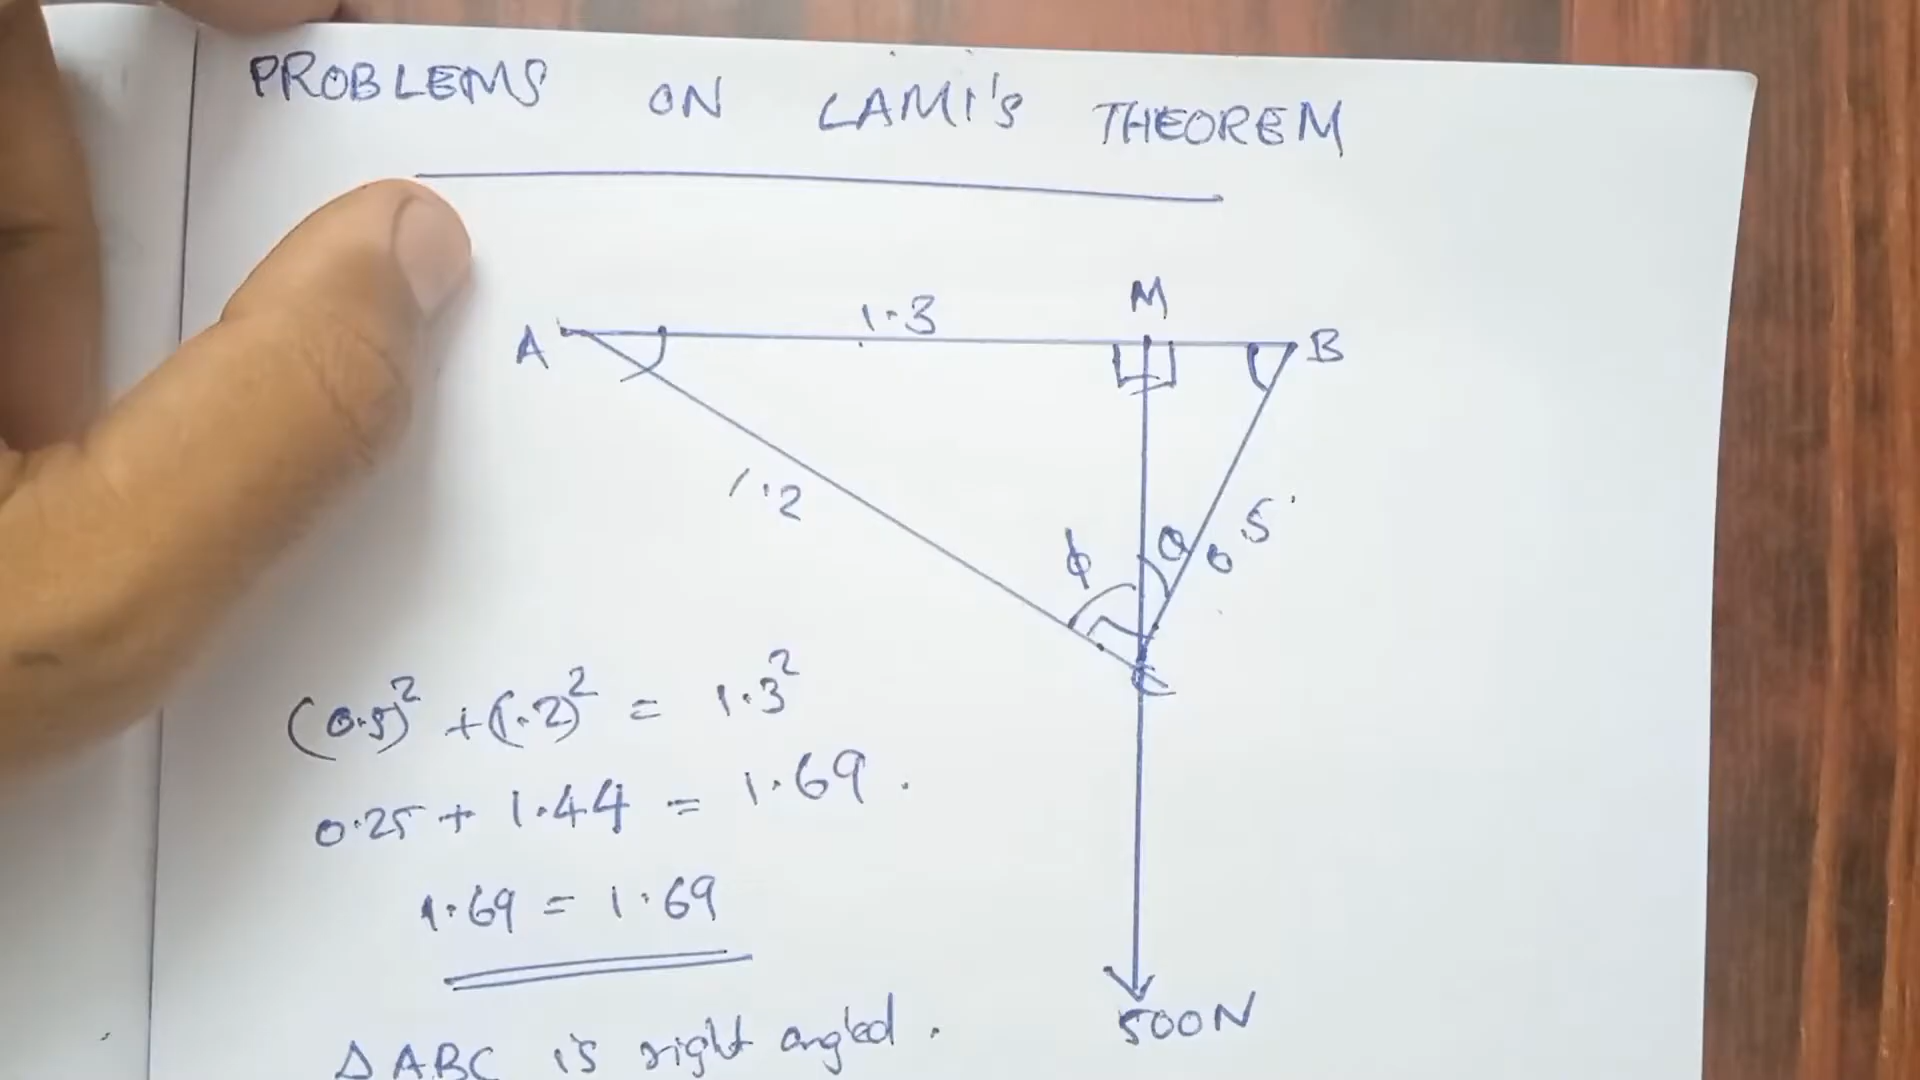 PROBLEMS ON LAMI'S THEOREM
M
A 1.3 B
1.2
ϕ θ 0.5
C
(0.5)² + (1.2)² = 1.3²
0.25 + 1.44 = 1.69.
1.69 = 1.69
500N
Δ ABC is right angled.